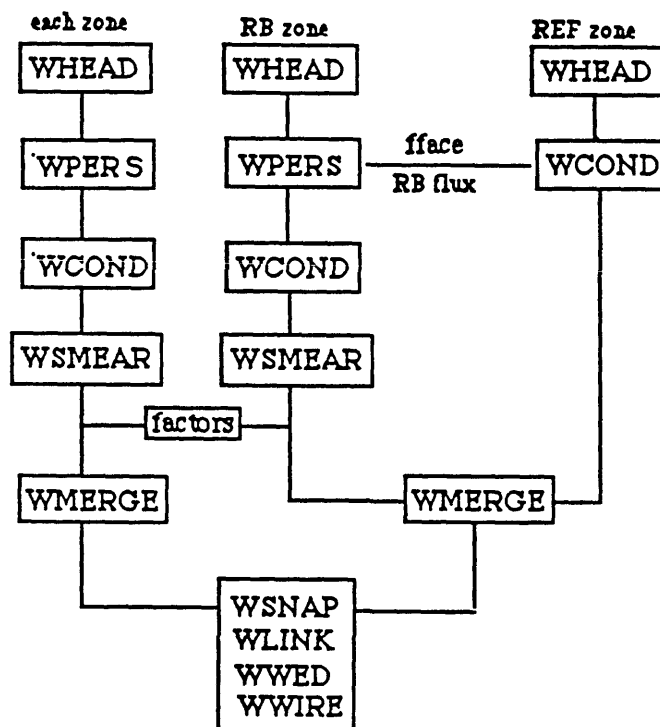 each zone
RB zone
REF zone
WHEAD
WHEAD
WHEAD
WPERS
WPERS
fface
RB flux
WCOND
WCOND
WCOND
WSMEAR
WSMEAR
factors
WMERGE
WMERGE
WSNAP
WLINK
WWED
WWIRE